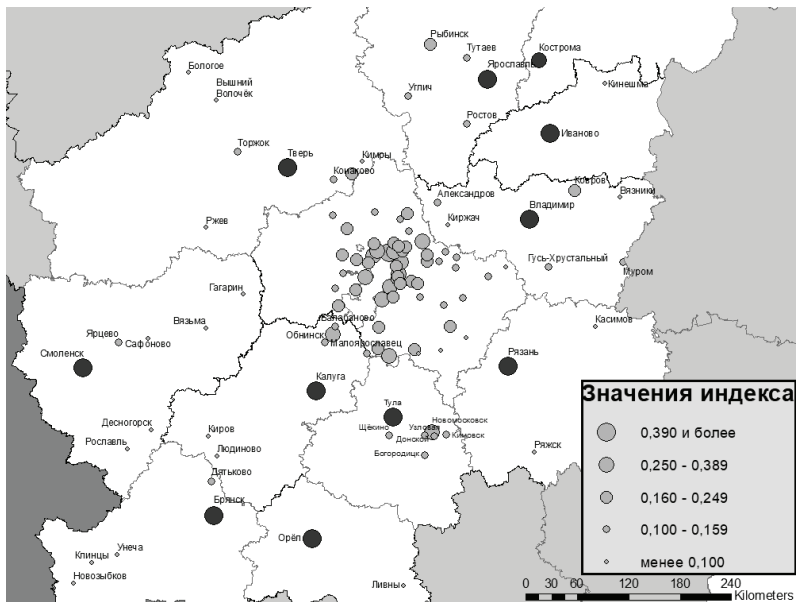 Рыбинск
Тутаев
Кострома
Ярославль
Бологое
Вышний
Волочёк
Углич
Кинешма
Ростов
Иваново
Торжок
Тверь
Кимры
Конаково
Ковров
Александров
Вязники
Владимир
Киржач
Ржев
Гусь-Хрустальный
Муром
Гагарин
Балабаново
Касимов
Вязьма
Ярцево
Сафоново
Обнинск
Малоярославец
Смоленск
Рязань
Калуга
Тула
Десногорск
Рославль
Киров
Людиново
Щёкино
Узловая
Новомосковск
Донской
Кимовск
Богородицк
Ряжск
Дятьково
Брянск
Орёл
Унеча
Клинцы
Новозыбков
Ливны
Значения индекса
0,390 и более
0,250 - 0,389
0,160 - 0,249
0,100 - 0,159
менее 0,100
0 30 60 120 180 240
Kilometers